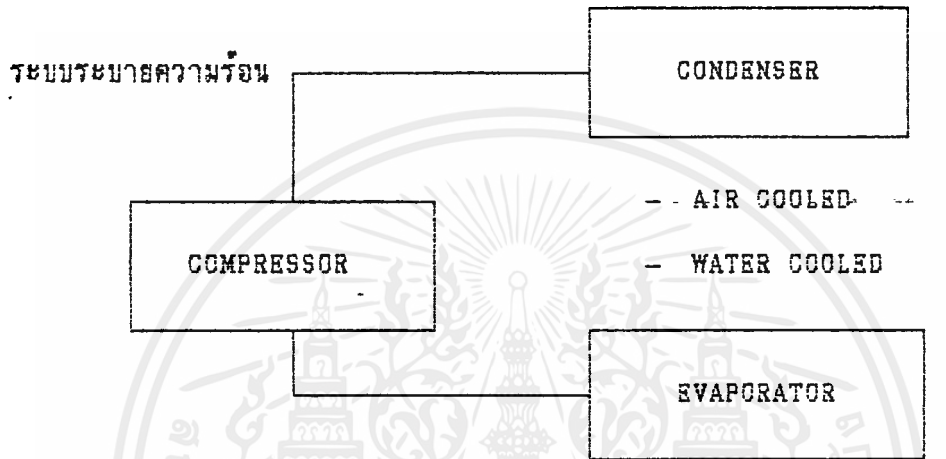 ระบบระบายความร้อน
CONDENSER
- AIR COOLED
COMPRESSOR
- WATER COOLED
EVAPORATOR